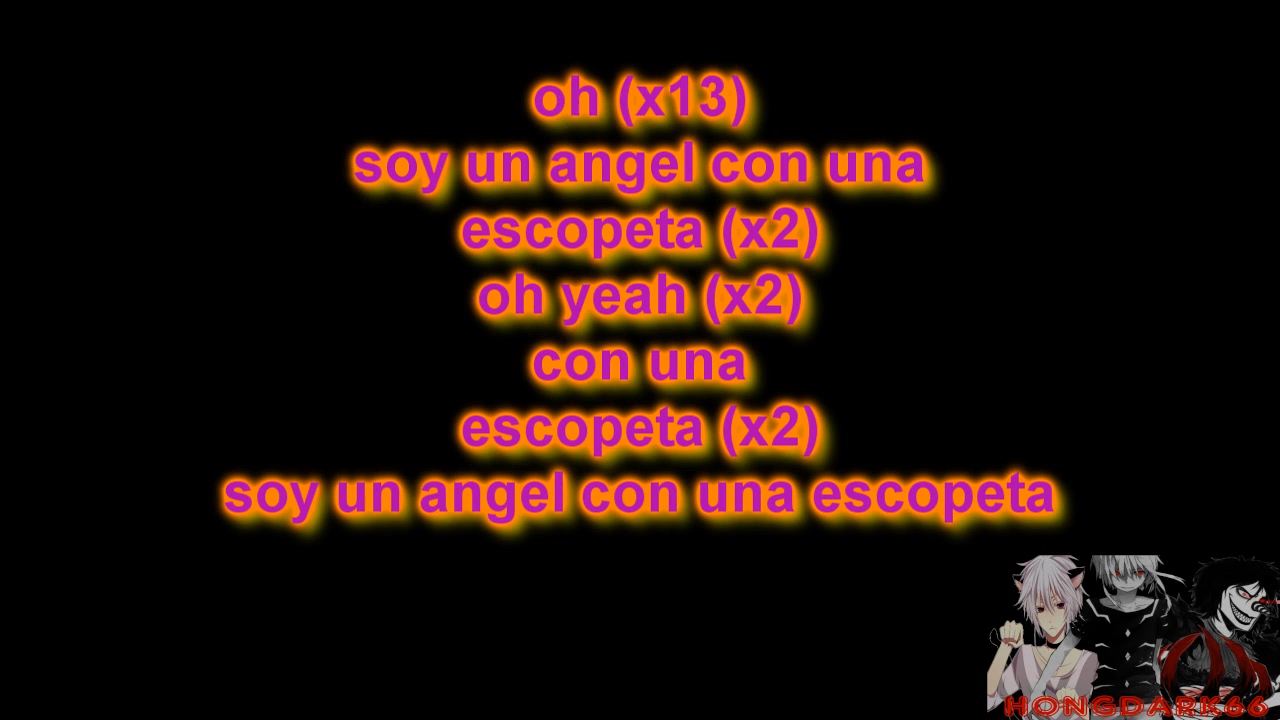 oh (x13)
soy un angel con una
escopeta (x2)
oh yeah (x2)
con una
escopeta (x2)
soy un angel con una escopeta
HONGDARK66